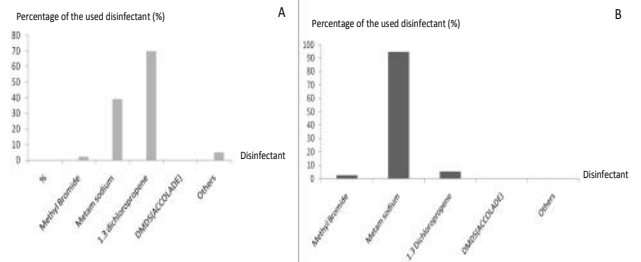 A
Percentage of the used disinfectant (%)
80
70
60
50
40
30
20
10
0
%
Methyl Bromide
Metam sodium
1.3 dichloropropene
DMDS(ACCOLADE)
Others
Disinfectant
B
Percentage of the used disinfectant (%)
100
90
80
70
60
50
40
30
20
10
0
Methyl Bromide
Metam sodium
1.3 Dichloropropene
DMDS(ACCOLADE)
Others
Disinfectant